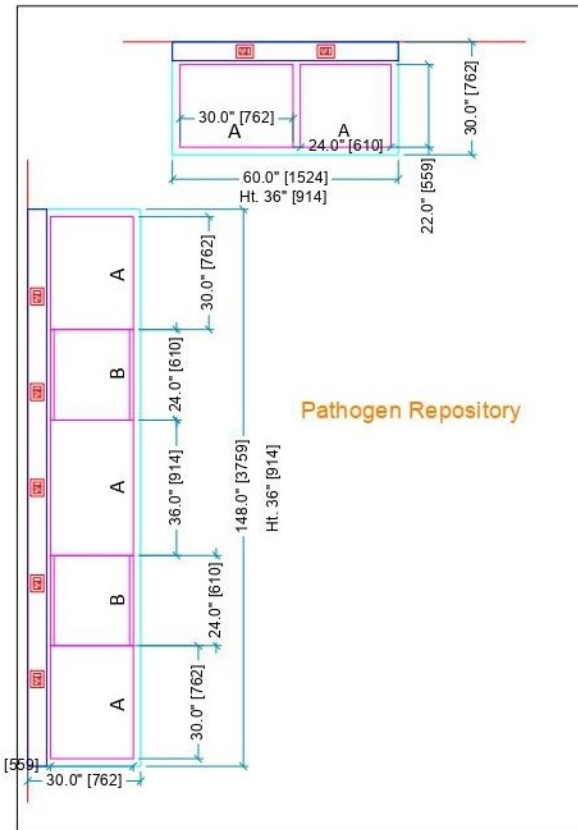 30.0" [762]
A
A
24.0" [610]
60.0" [1524]
Ht. 36" [914]
22.0" [559]
30.0" [762]
A
30.0" [762]
B
24.0" [610]
A
36.0" [914]
148.0" [3759]
Ht. 36" [914]
Pathogen Repository
B
24.0" [610]
A
30.0" [762]
[559]
30.0" [762]